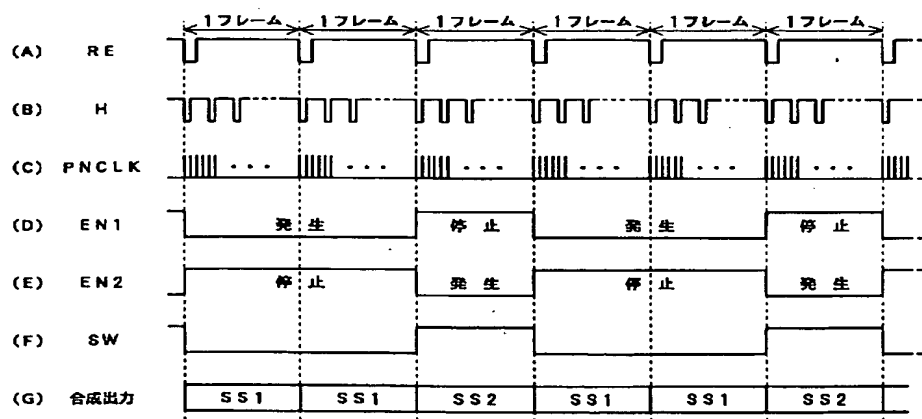 1フレーム 1フレーム 1フレーム 1フレーム 1フレーム 1フレーム
(A) RE
(B) H
(C) PNCLK ・・・ ・・・ ・・・ ・・・ ・・・ ・・・
(D) EN1 発生 停止 発生 停止
(E) EN2 停止 発生 停止 発生
(F) SW
(G) 合成出力 SS1 SS1 SS2 SS1 SS1 SS2